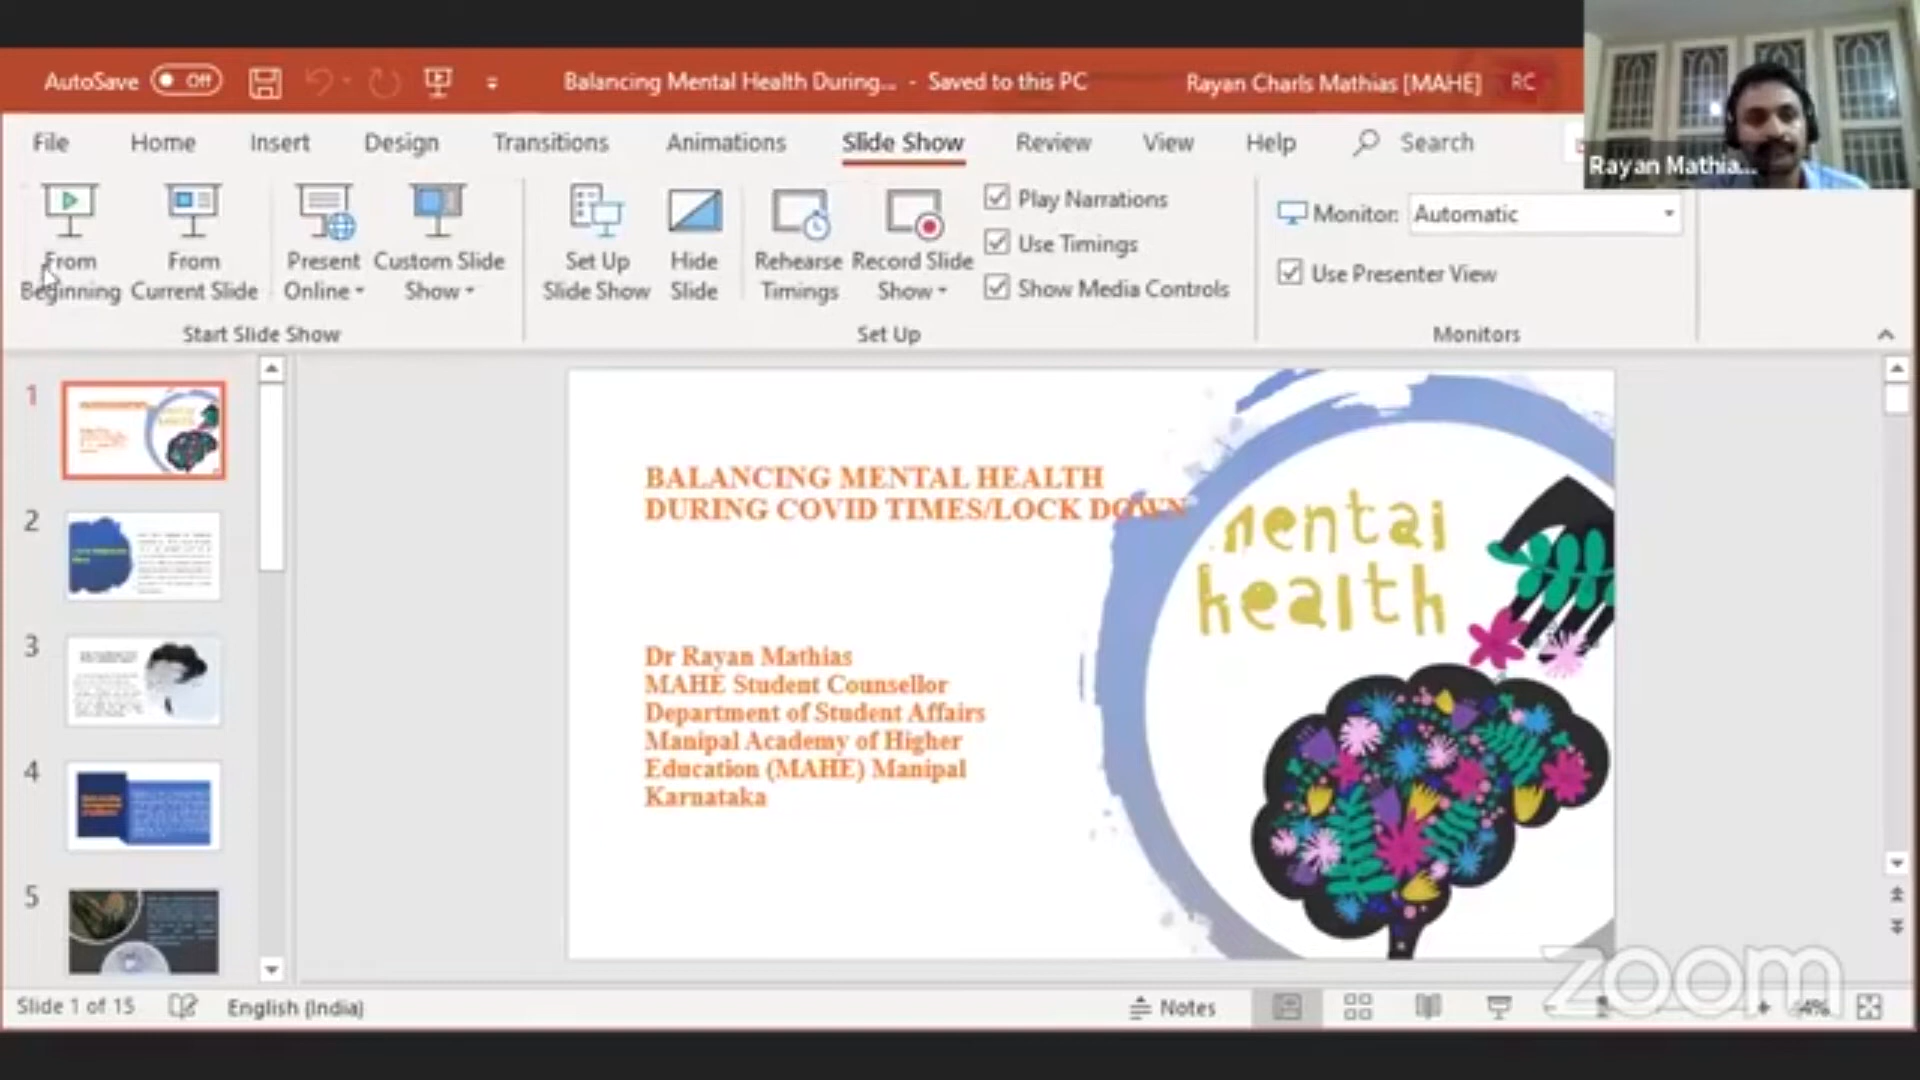 AutoSave Off
Balancing Mental Health During... - Saved to this PC
Rayan Charls Mathias [MAHE] RC
File Home Insert Design Transitions Animations Slide Show Review View Help Search
Rayan Mathia...
From Beginning
From Current Slide
Present Online
Custom Slide Show
Start Slide Show
Set Up Slide Show
Hide Slide
Rehearse Timings
Record Slide Show
Play Narrations
Use Timings
Show Media Controls
Set Up
Monitor: Automatic
Use Presenter View
Monitors
1
2
3
4
5
BALANCING MENTAL HEALTH
DURING COVID TIMES/LOCK DOWN
mental
health
Dr Rayan Mathias
MAHE Student Counsellor
Department of Student Affairs
Manipal Academy of Higher
Education (MAHE) Manipal
Karnataka
Slide 1 of 15 English (India) Notes
zoom